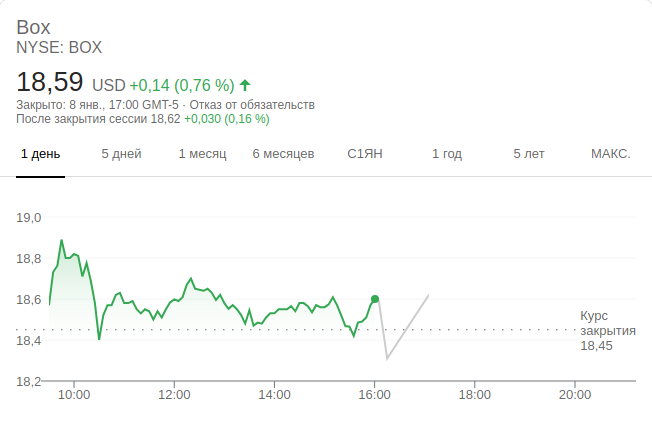 Box
NYSE: BOX
18,59 USD +0,14 (0,76 %)
Закрыто: 8 янв., 17:00 GMT-5 · Отказ от обязательств
После закрытия сессии 18,62 +0,030 (0,16 %)
1 день 5 дней 1 месяц 6 месяцев С1ЯН 1 год 5 лет МАКС.
19,0
18,8
18,6
18,4
18,2
Курс
закрытия
18,45
10:00 12:00 14:00 16:00 18:00 20:00